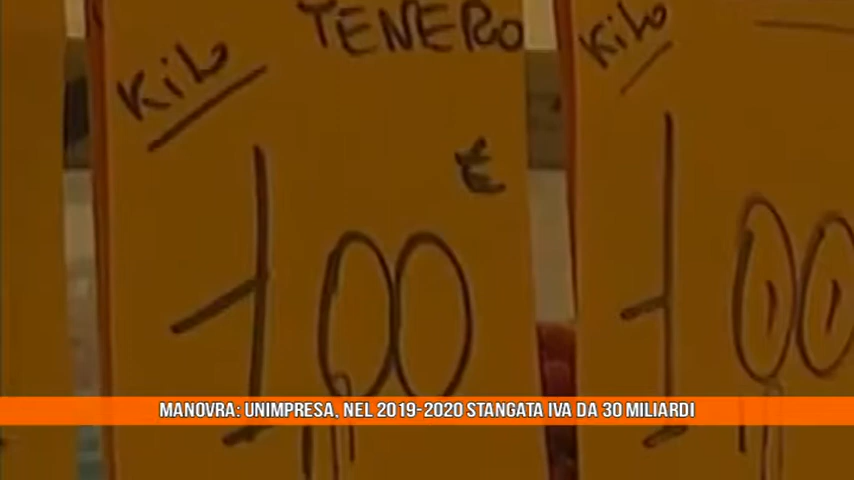 TENERO
KiLo
€
1,00
KiLo
1,00
MANOVRA: UNIMPRESA, NEL 2019-2020 STANGATA IVA DA 30 MILIARDI